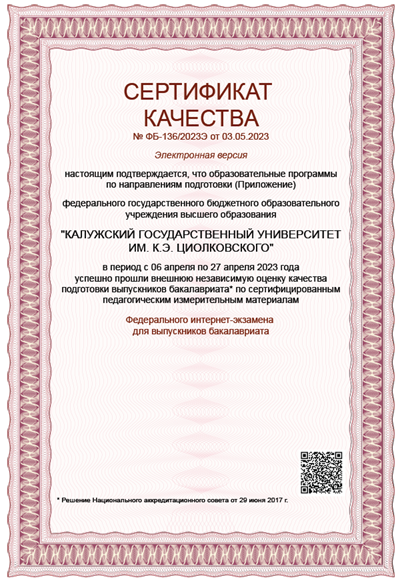 СЕРТИФИКАТ
КАЧЕСТВА
№ ФБ-136/2023Э от 03.05.2023
Электронная версия
настоящим подтверждается, что образовательные программы
по направлениям подготовки (Приложение)
федерального государственного бюджетного образовательного
учреждения высшего образования
"КАЛУЖСКИЙ ГОСУДАРСТВЕННЫЙ УНИВЕРСИТЕТ
ИМ. К.Э. ЦИОЛКОВСКОГО"
в период с 06 апреля по 27 апреля 2023 года
успешно прошли внешнюю независимую оценку качества
подготовки выпускников бакалавриата* по сертифицированным
педагогическим измерительным материалам
Федерального интернет-экзамена
для выпускников бакалавриата
* Решение Национального аккредитационного совета от 29 июня 2017 г.